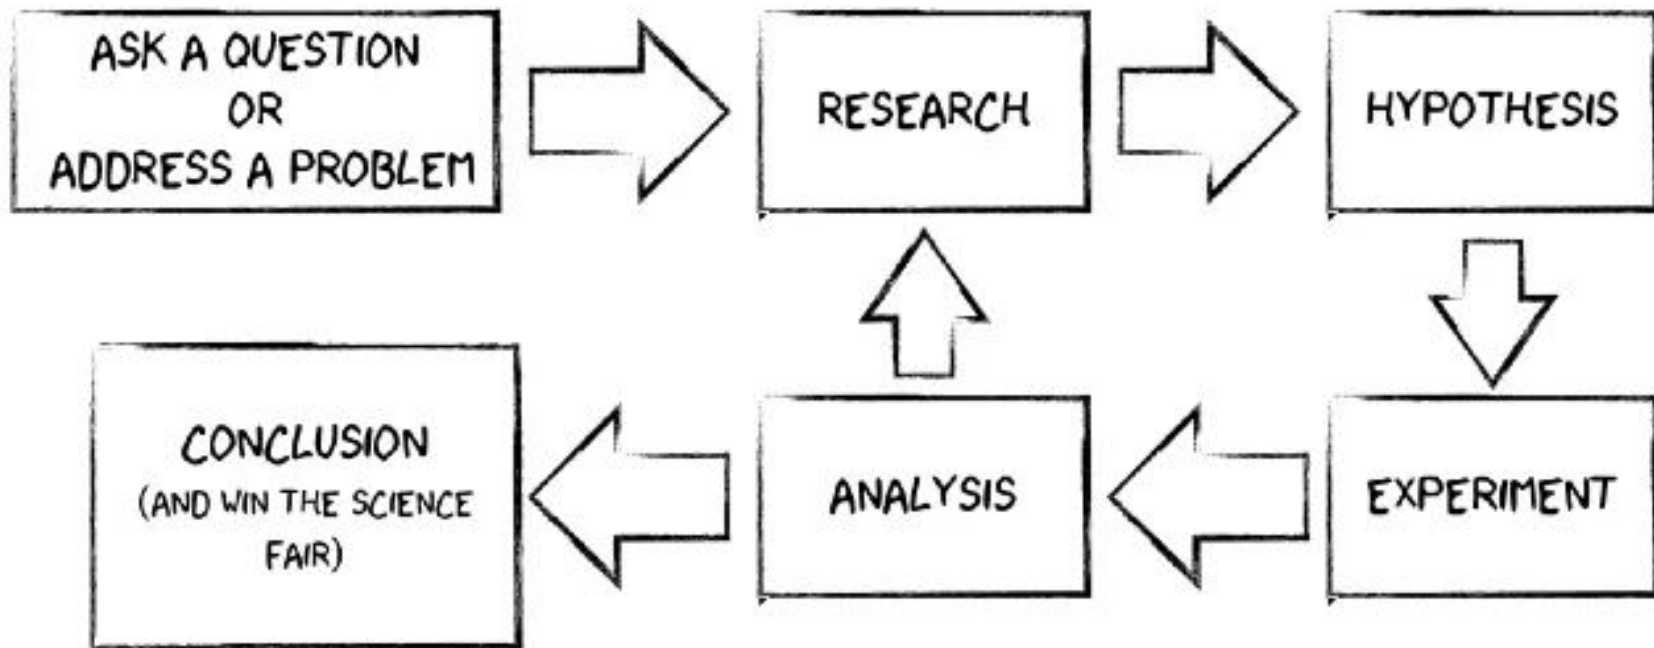 ASK A QUESTION
OR
ADDRESS A PROBLEM
RESEARCH
HYPOTHESIS
EXPERIMENT
ANALYSIS
CONCLUSION
(AND WIN THE SCIENCE
FAIR)